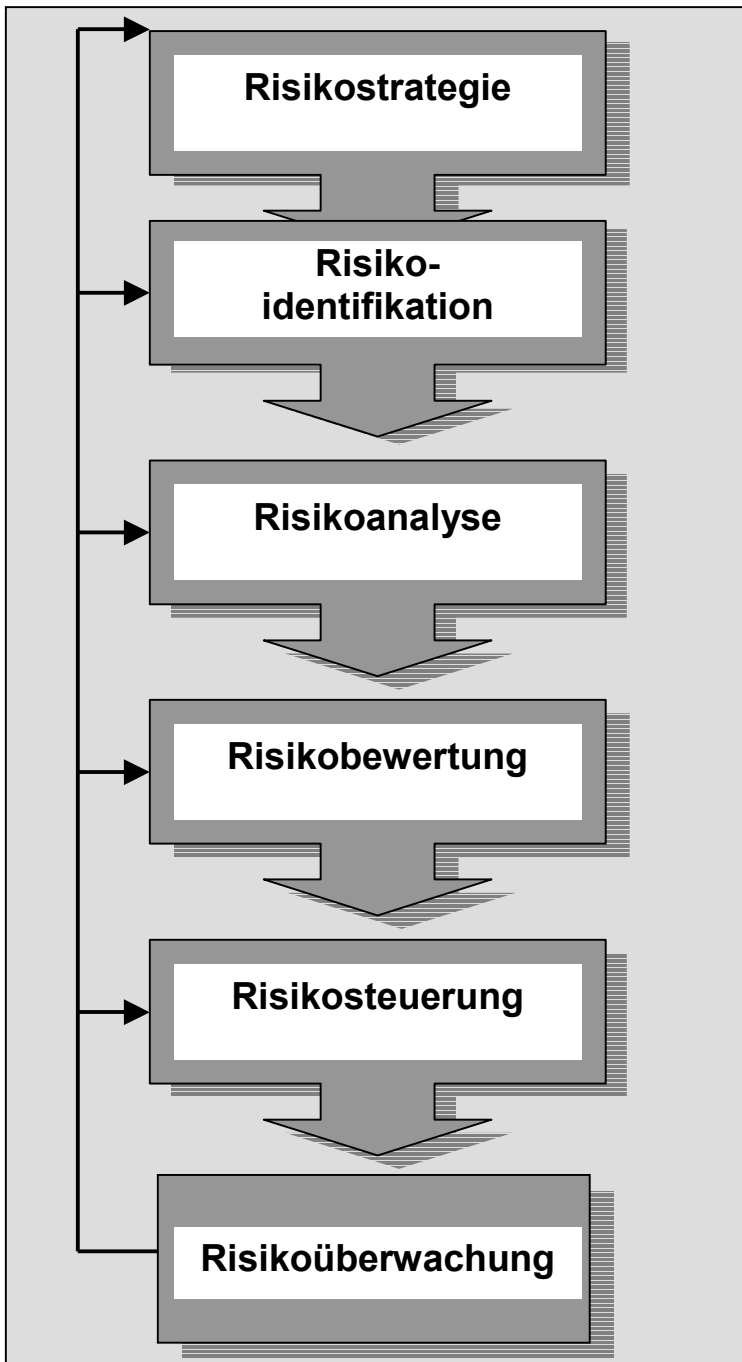 Risikostrategie
Risiko-
identifikation
Risikoanalyse
Risikobewertung
Risikosteuerung
Risikoüberwachung